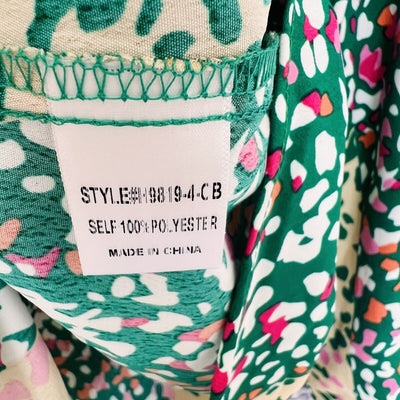 STYLE#H9819-4-CB
SELF 100% POLYESTER
MADE IN CHINA